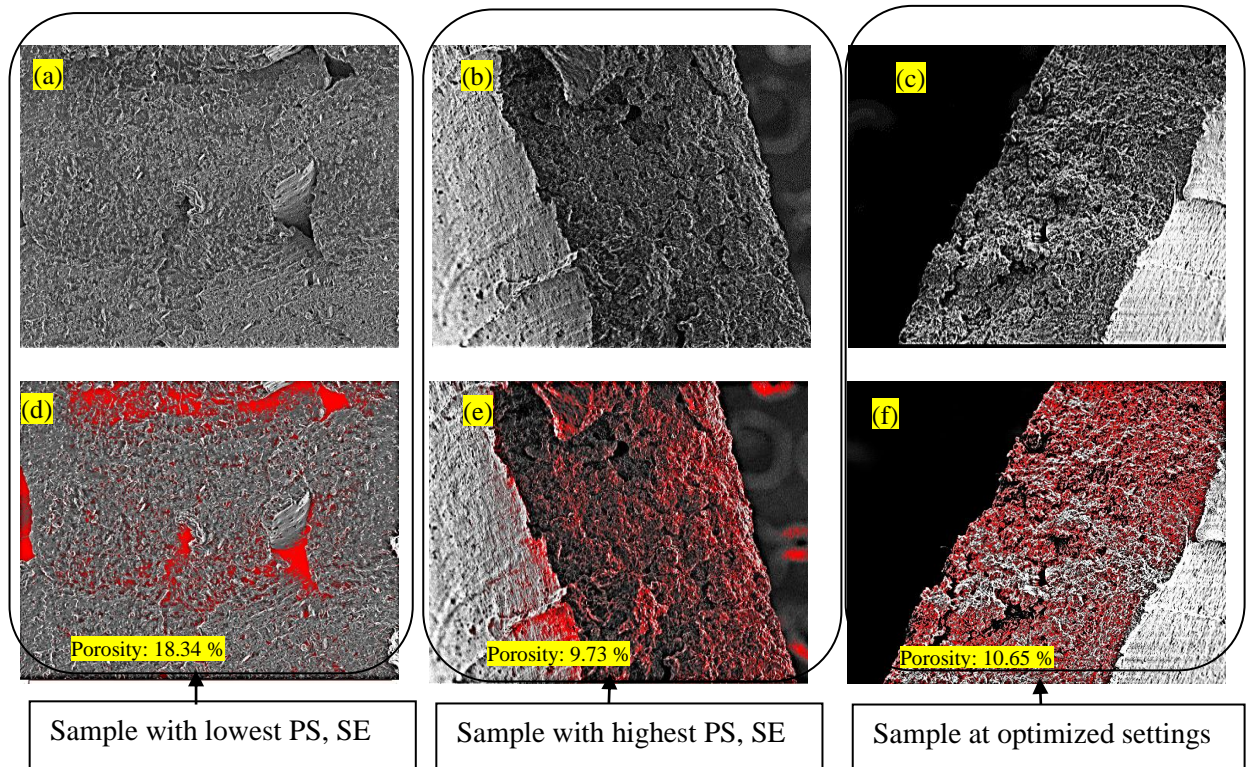 (a)
(b)
(c)
(d)
(e)
(f)
Porosity: 18.34 %
Porosity: 9.73 %
Porosity: 10.65 %
Sample with lowest PS, SE
Sample with highest PS, SE
Sample at optimized settings